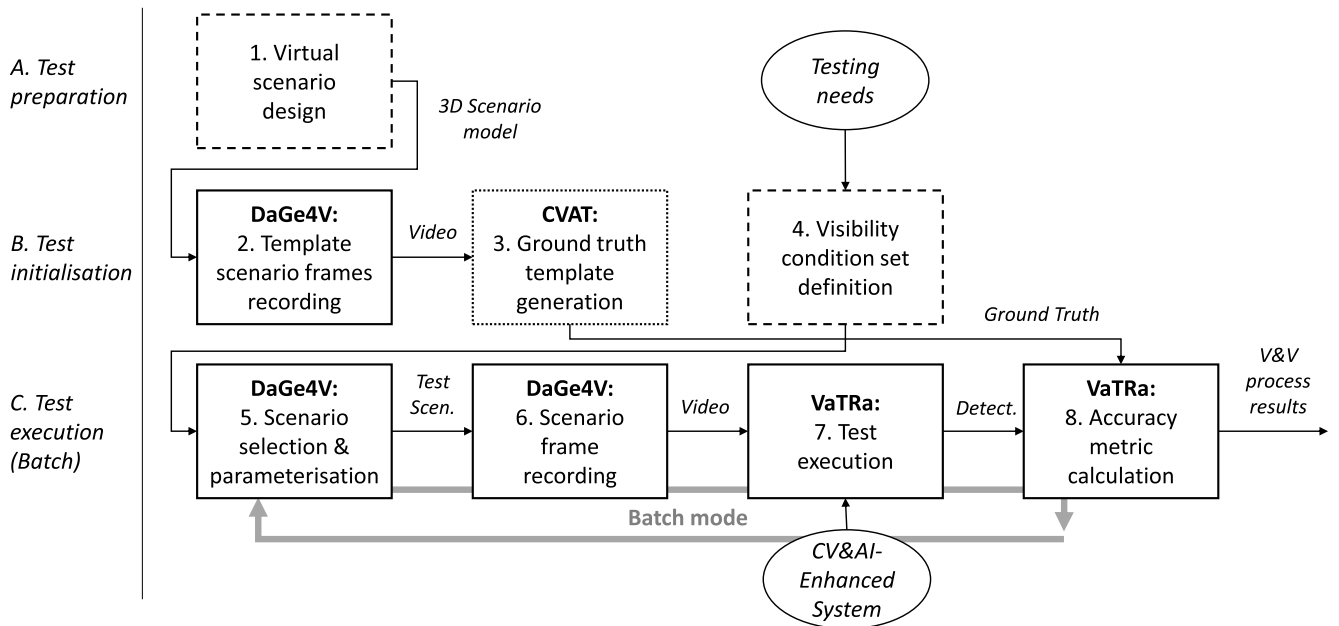 A. Test
preparation
1. Virtual
scenario
design
3D Scenario
model
Testing
needs
B. Test
initialisation
DaGe4V:
2. Template
scenario frames
recording
Video
CVAT:
3. Ground truth
template
generation
4. Visibility
condition set
definition
Ground Truth
C. Test
execution
(Batch)
DaGe4V:
5. Scenario
selection &
parameterisation
Test
Scen.
DaGe4V:
6. Scenario
frame
recording
Video
VaTRa:
7. Test
execution
Detect.
VaTRa:
8. Accuracy
metric
calculation
V&V
process
results
Batch mode
CV&AI-
Enhanced
System